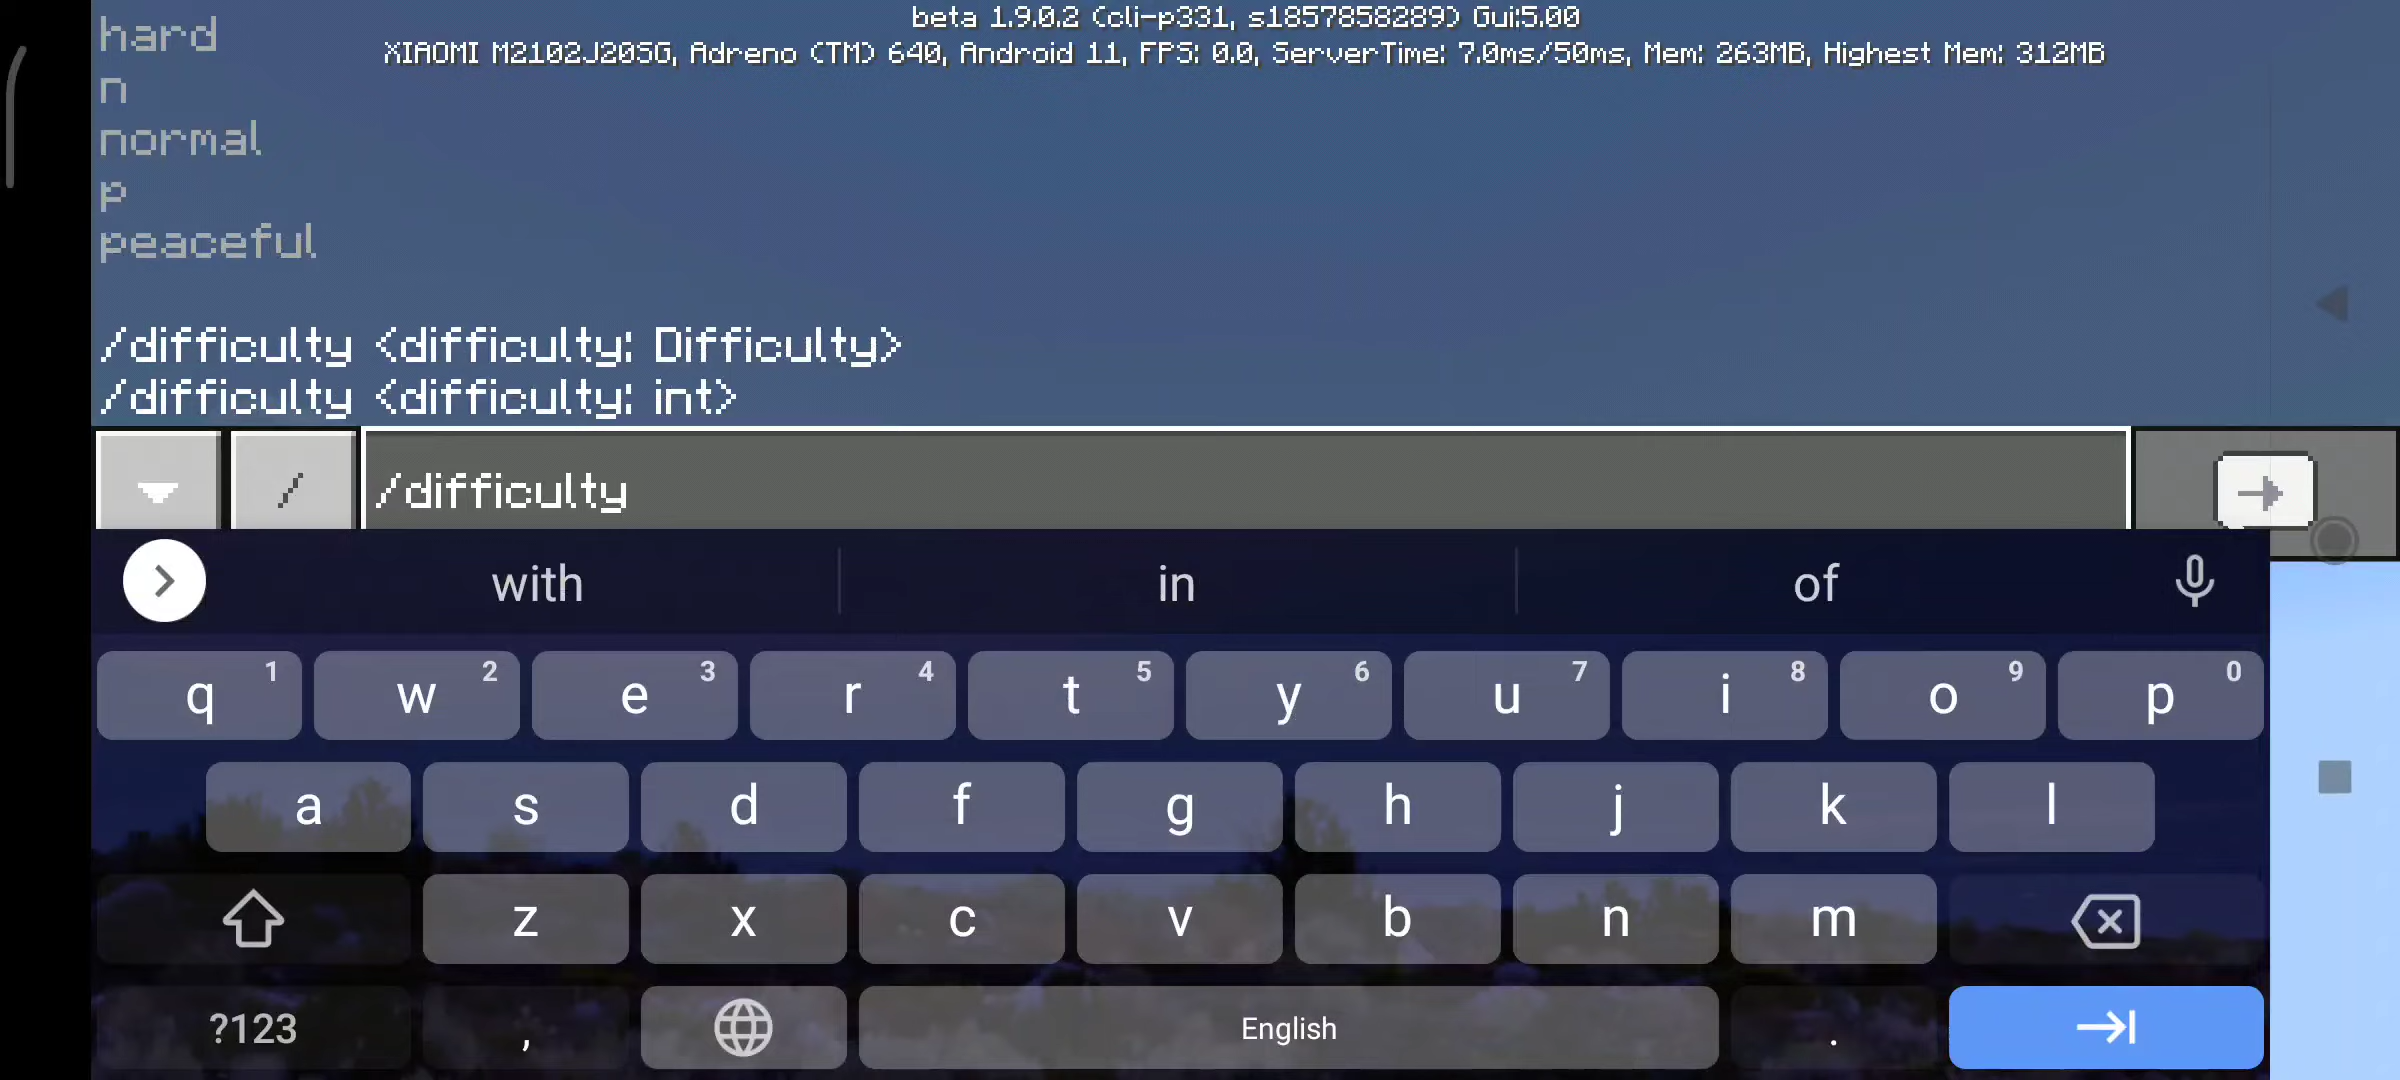 beta 1.9.0.2 (cli-p331, s1857858289) Gui:5.00
XIAOMI M2102J20SG, Adreno (TM) 640, Android 11, FPS: 0.0, ServerTime: 7.0ms/50ms, Mem: 263MB, Highest Mem: 312MB
hard
n
normal
p
peaceful
/difficulty <difficulty: Difficulty>
/difficulty <difficulty: int>
/ /difficulty
with in of
q 1 w 2 e 3 r 4 t 5 y 6 u 7 i 8 o 9 p 0
a s d f g h j k l
z x c v b n m
?123 , English .